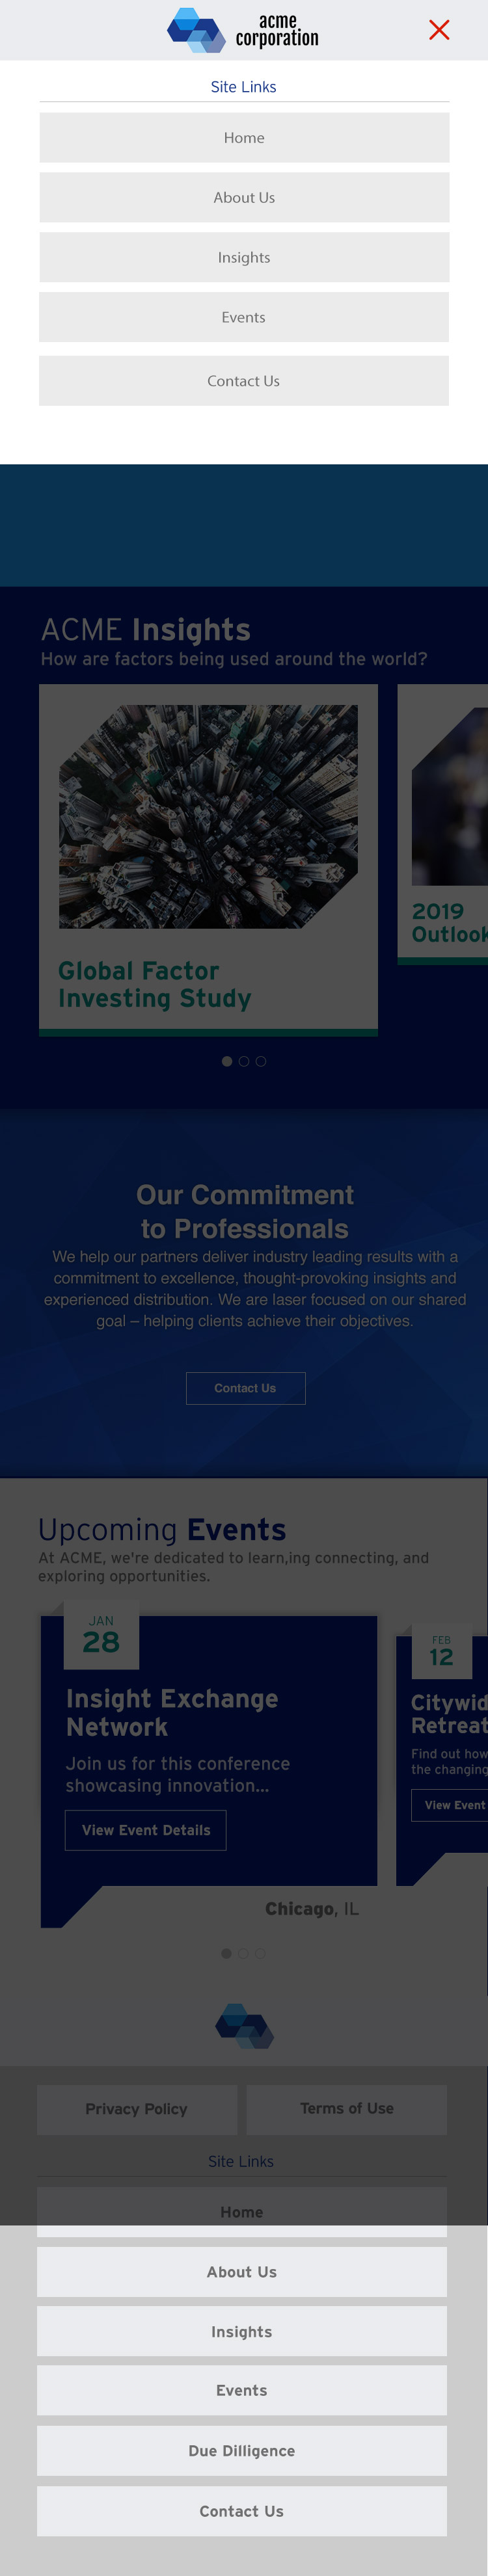 acme
corporation
Site Links
Home
About Us
Insights
Events
Contact Us
ACME Insights
How are factors being used around the world?
Global Factor
Investing Study
2019
Outlook
Our Commitment
to Professionals
We help our partners deliver industry leading results with a
commitment to excellence, thought-provoking insights and
experienced distribution. We are laser focused on our shared
goal – helping clients achieve their objectives.
Contact Us
Upcoming Events
At ACME, we're dedicated to learn,ing connecting, and
exploring opportunities.
JAN
28
Insight Exchange
Network
Join us for this conference
showcasing innovation...
View Event Details
Chicago, IL
FEB
12
Citywid
Retreat
Find out how
the changing
View Event
Privacy Policy
Terms of Use
Site Links
Home
About Us
Insights
Events
Due Dilligence
Contact Us